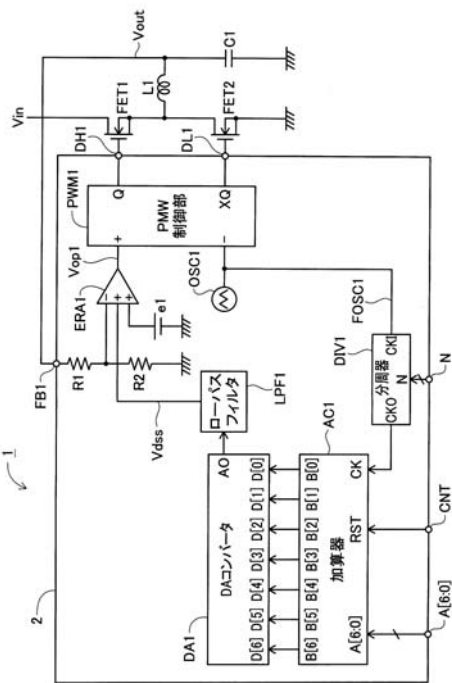 1
2
Vin
Vout
FET1
L1
C1
FET2
DH1
DL1
PWM1
Q
XQ
PMW
制御部
+
−
Vop1
ERA1
−
+
+
e1
OSC1
FB1
R1
R2
Vdss
ローパス
フィルタ
LPF1
FOSC1
DIV1
CKI
分周器
N
CKO
N
DA1
DAコンバータ
AO
D[6] D[5] D[4] D[3] D[2] D[1] D[0]
AC1
B[6] B[5] B[4] B[3] B[2] B[1] B[0]
加算器
CK
A[6:0]
RST
A[6:0]
CNT